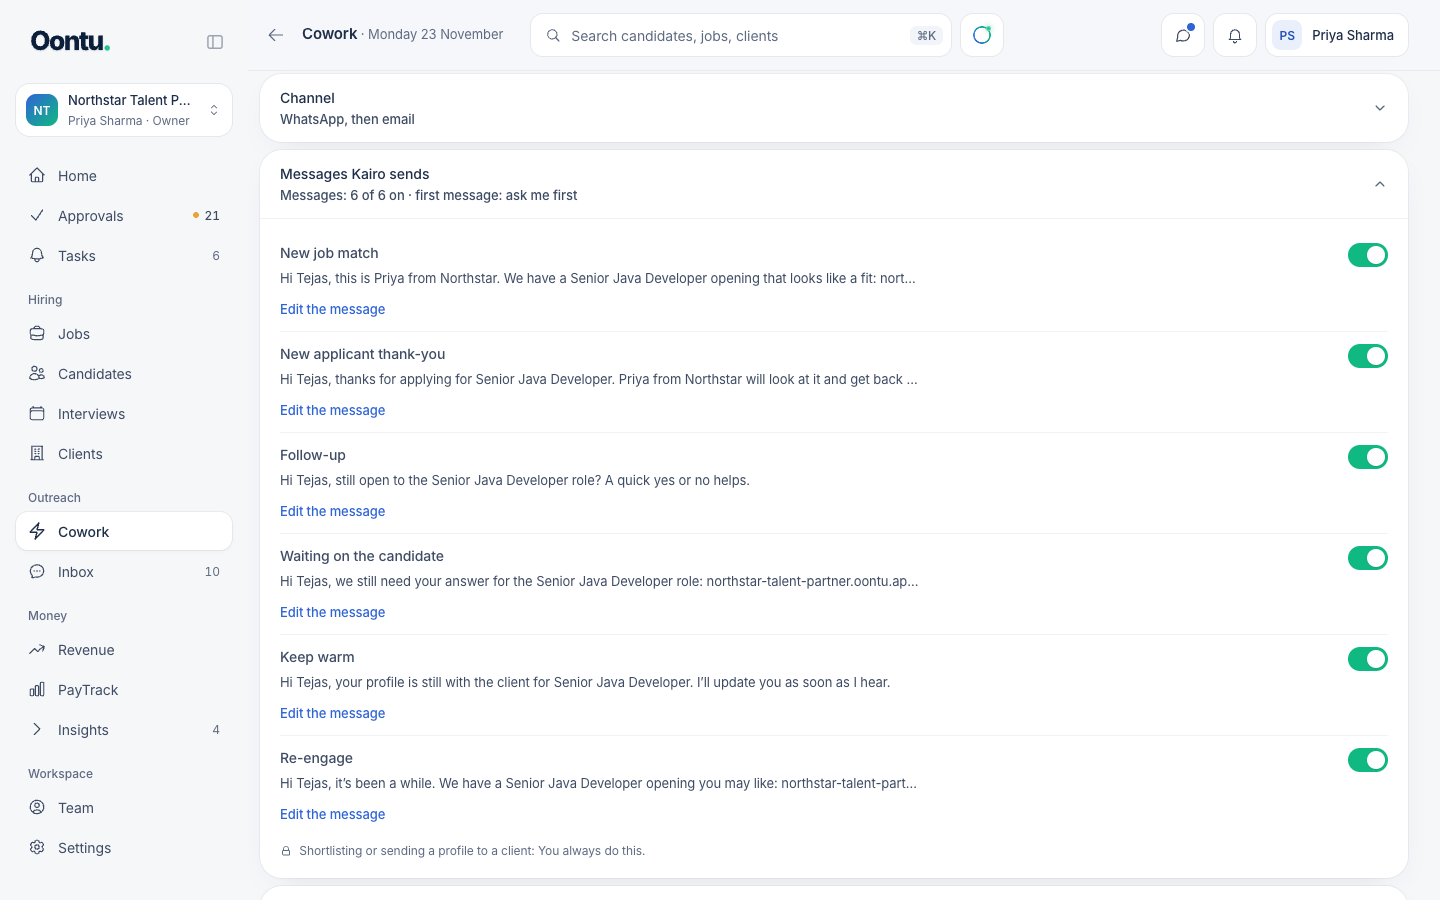 Oontu.
NT
Northstar Talent P...
Priya Sharma · Owner
Home
Approvals
21
Tasks
6
Hiring
Jobs
Candidates
Interviews
Clients
Outreach
Cowork
Inbox
10
Money
Revenue
PayTrack
Insights
4
Workspace
Team
Settings
Cowork · Monday 23 November
Search candidates, jobs, clients
⌘K
PS
Priya Sharma
Channel
WhatsApp, then email
Messages Kairo sends
Messages: 6 of 6 on · first message: ask me first
New job match
Hi Tejas, this is Priya from Northstar. We have a Senior Java Developer opening that looks like a fit: nort...
Edit the message
New applicant thank-you
Hi Tejas, thanks for applying for Senior Java Developer. Priya from Northstar will look at it and get back ...
Edit the message
Follow-up
Hi Tejas, still open to the Senior Java Developer role? A quick yes or no helps.
Edit the message
Waiting on the candidate
Hi Tejas, we still need your answer for the Senior Java Developer role: northstar-talent-partner.oontu.ap...
Edit the message
Keep warm
Hi Tejas, your profile is still with the client for Senior Java Developer. I’ll update you as soon as I hear.
Edit the message
Re-engage
Hi Tejas, it’s been a while. We have a Senior Java Developer opening you may like: northstar-talent-part...
Edit the message
Shortlisting or sending a profile to a client: You always do this.